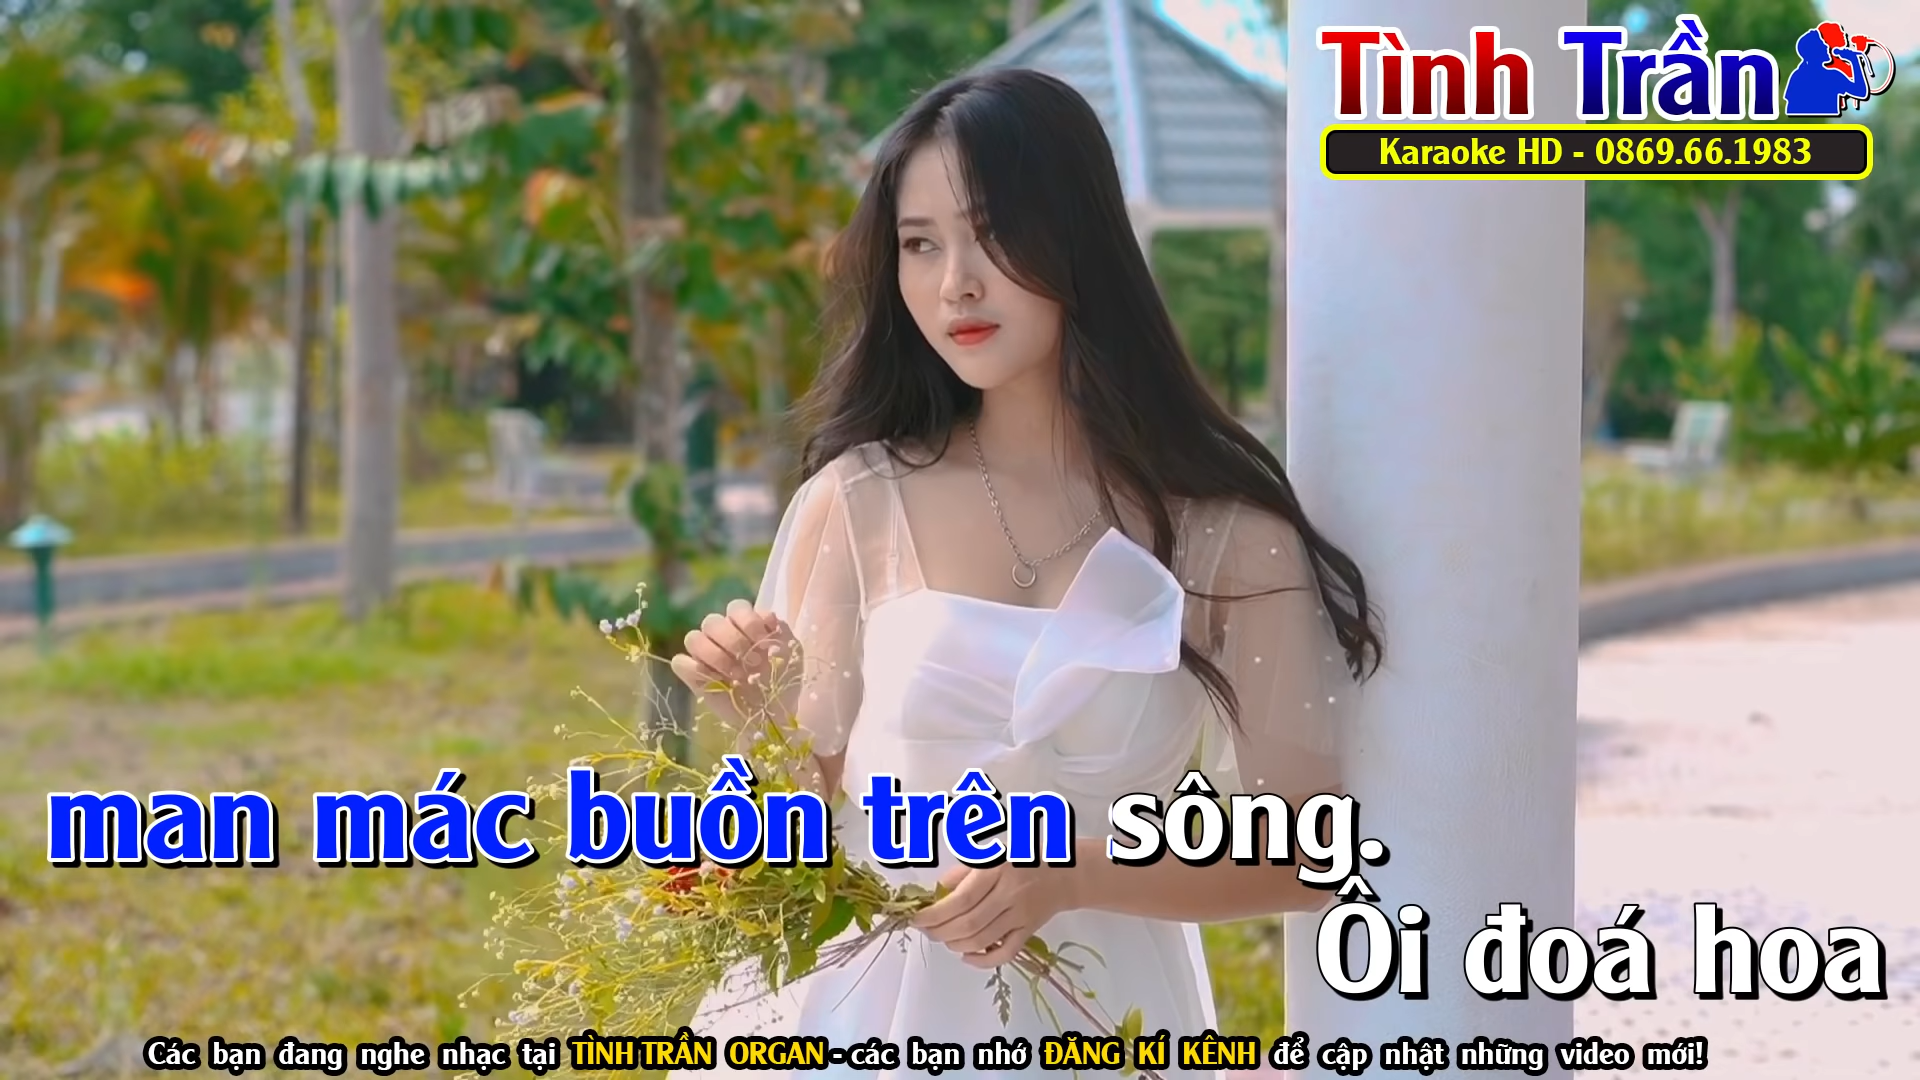 Tình Trần
Karaoke HD - 0869.66.1983
man mác buồn trên sông.
Ôi đoá hoa
Các bạn đang nghe nhạc tại TÌNH TRẦN ORGAN - các bạn nhớ ĐĂNG KÍ KÊNH để cập nhật những video mới!